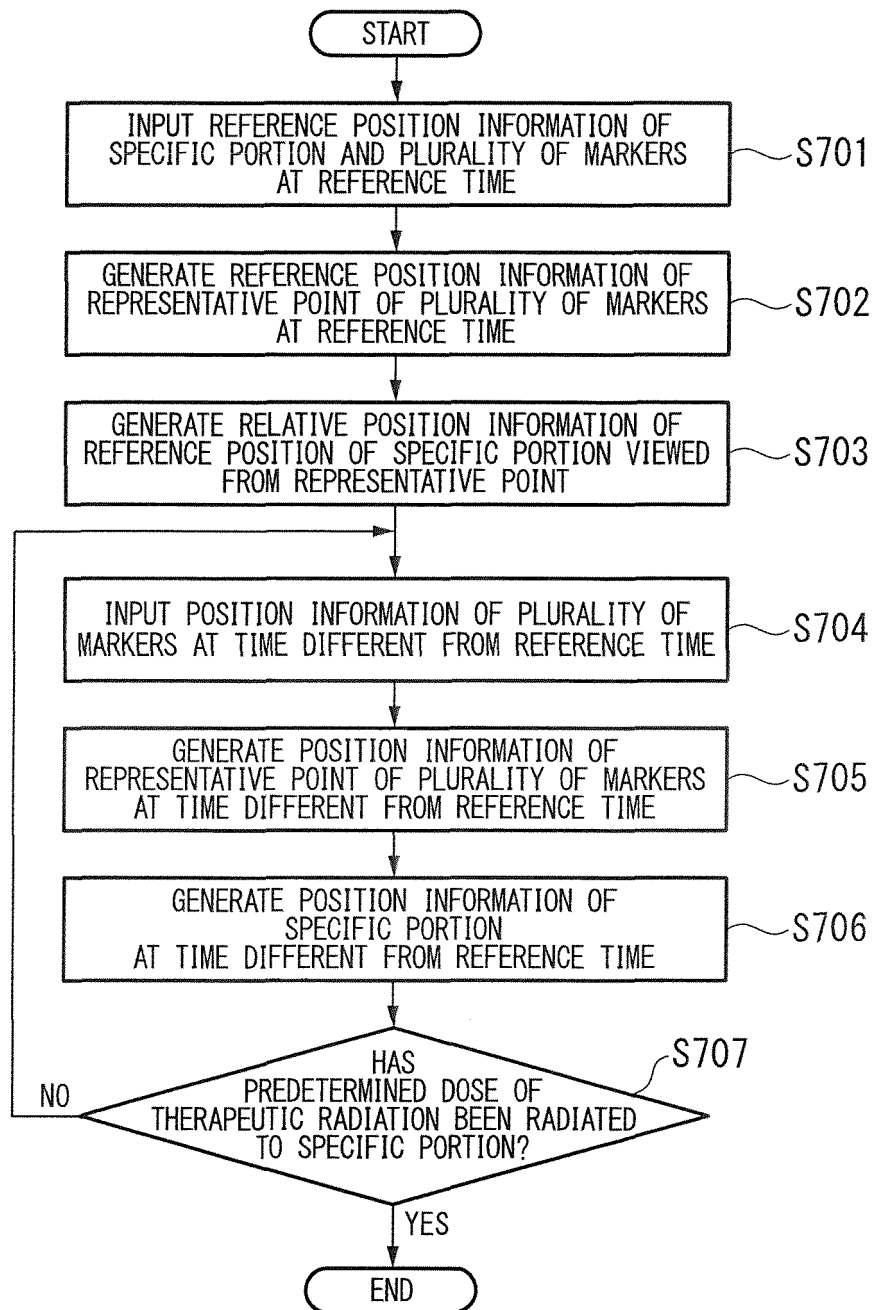 START
INPUT REFERENCE POSITION INFORMATION OF
SPECIFIC PORTION AND PLURALITY OF MARKERS
AT REFERENCE TIME
S701
GENERATE REFERENCE POSITION INFORMATION OF
REPRESENTATIVE POINT OF PLURALITY OF MARKERS
AT REFERENCE TIME
S702
GENERATE RELATIVE POSITION INFORMATION OF
REFERENCE POSITION OF SPECIFIC PORTION VIEWED
FROM REPRESENTATIVE POINT
S703
INPUT POSITION INFORMATION OF PLURALITY OF
MARKERS AT TIME DIFFERENT FROM REFERENCE TIME
S704
GENERATE POSITION INFORMATION OF
REPRESENTATIVE POINT OF PLURALITY OF MARKERS
AT TIME DIFFERENT FROM REFERENCE TIME
S705
GENERATE POSITION INFORMATION OF
SPECIFIC PORTION
AT TIME DIFFERENT FROM REFERENCE TIME
S706
HAS
PREDETERMINED DOSE OF
THERAPEUTIC RADIATION BEEN RADIATED
TO SPECIFIC PORTION?
S707
NO
YES
END